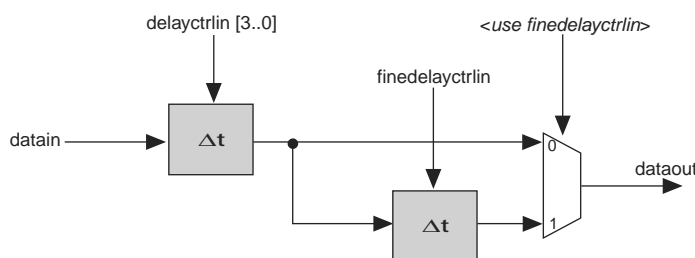 delayctrlin [3..0]
<use finedelayctrlin>
finedelayctrlin
datain
Δt
0
dataout
Δt
1